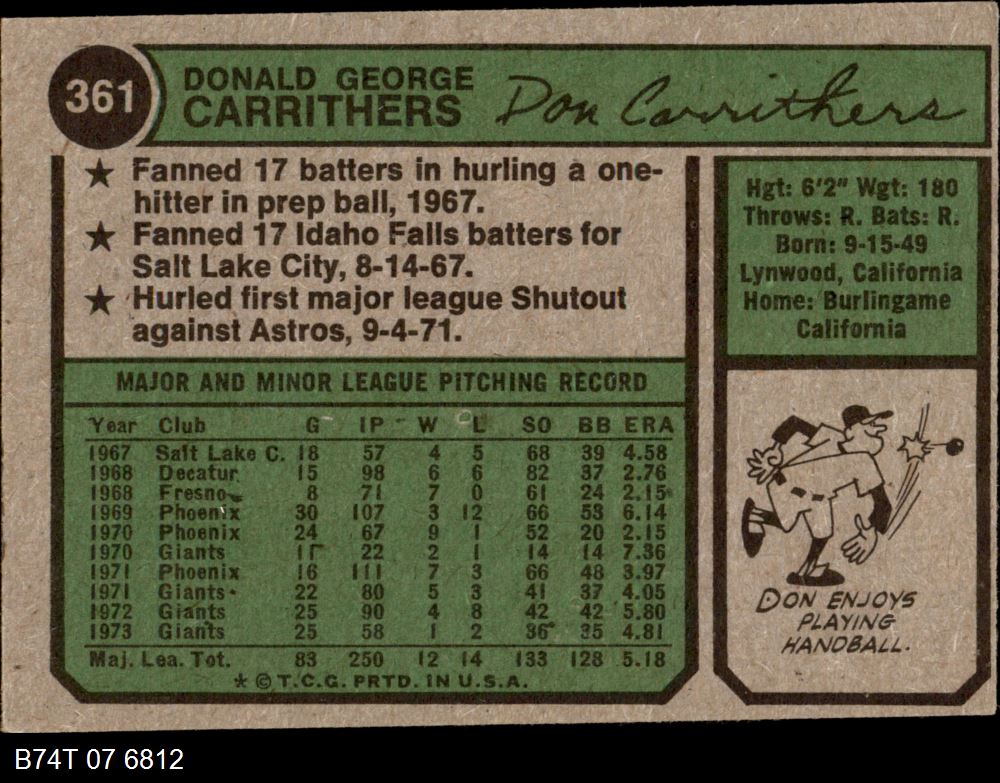 361
DONALD GEORGE
CARRITHERS
Don Carrithers
★ Fanned 17 batters in hurling a one-
hitter in prep ball, 1967.
★ Fanned 17 Idaho Falls batters for
Salt Lake City, 8-14-67.
★ Hurled first major league Shutout
against Astros, 9-4-71.
Hgt: 6'2" Wgt: 180
Throws: R. Bats: R.
Born: 9-15-49
Lynwood, California
Home: Burlingame
California
MAJOR AND MINOR LEAGUE PITCHING RECORD
Year Club G IP W L SO BB ERA
1967 Salt Lake C. 18 57 4 5 68 39 4.58
1968 Decatur 15 98 6 6 82 37 2.76
1968 Fresno 8 71 7 0 61 24 2.15
1969 Phoenix 30 107 3 12 66 53 6.14
1970 Phoenix 24 67 9 1 52 20 2.15
1970 Giants 11 22 2 1 14 14 7.36
1971 Phoenix 16 111 7 3 66 48 3.97
1971 Giants 22 80 5 3 41 37 4.05
1972 Giants 25 90 4 8 42 42 5.80
1973 Giants 25 58 1 2 36 35 4.81
Maj. Lea. Tot. 83 250 12 14 133 128 5.18
* © T.C.G. PRTD. IN U.S.A.
DON ENJOYS
PLAYING
HANDBALL.
B74T 07 6812